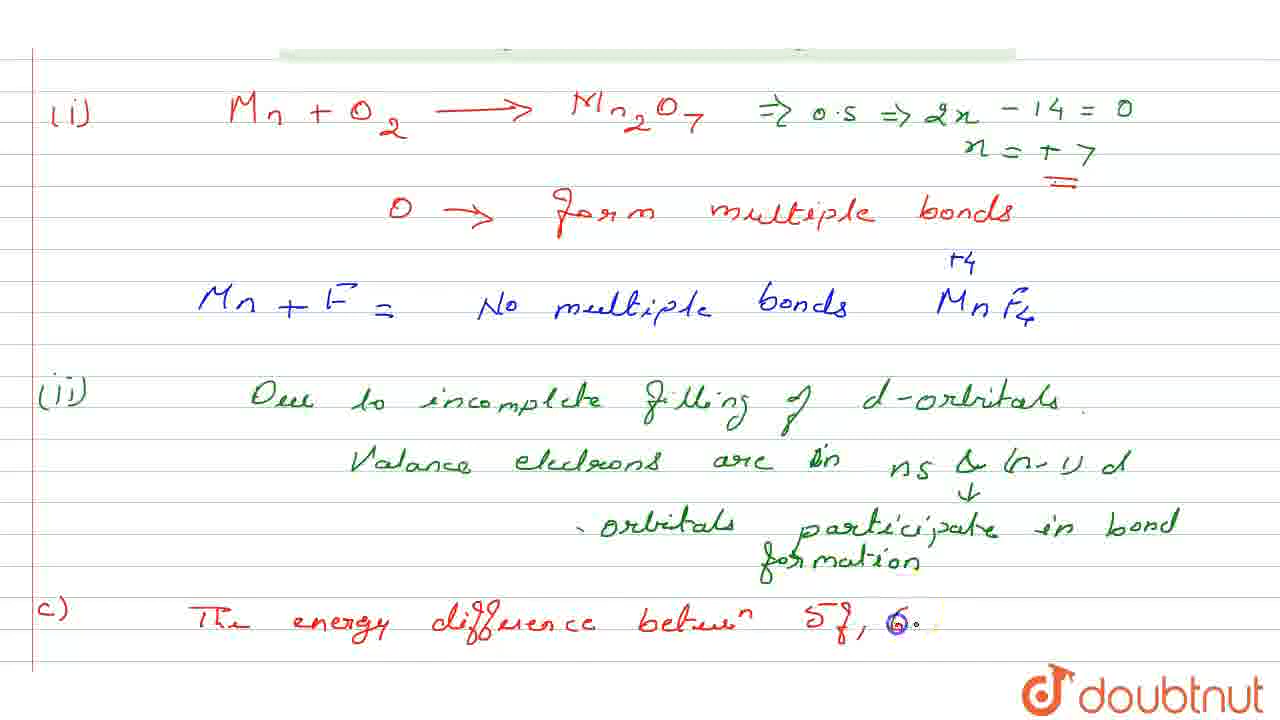 (i) Mn + O2 ⟶ Mn2O7 ⇒ 0.5 ⇒ 2x - 14 = 0
x = + 7
O → form multiple bonds
+4
Mn + F = No multiple bonds MnF4
(ii) Due to incomplete filling of d-orbitals.
Valance electrons are in ns & (n-1) d
↓
orbitals participate in bond
formation
c) The energy difference between 5f, 6.
doubtnut